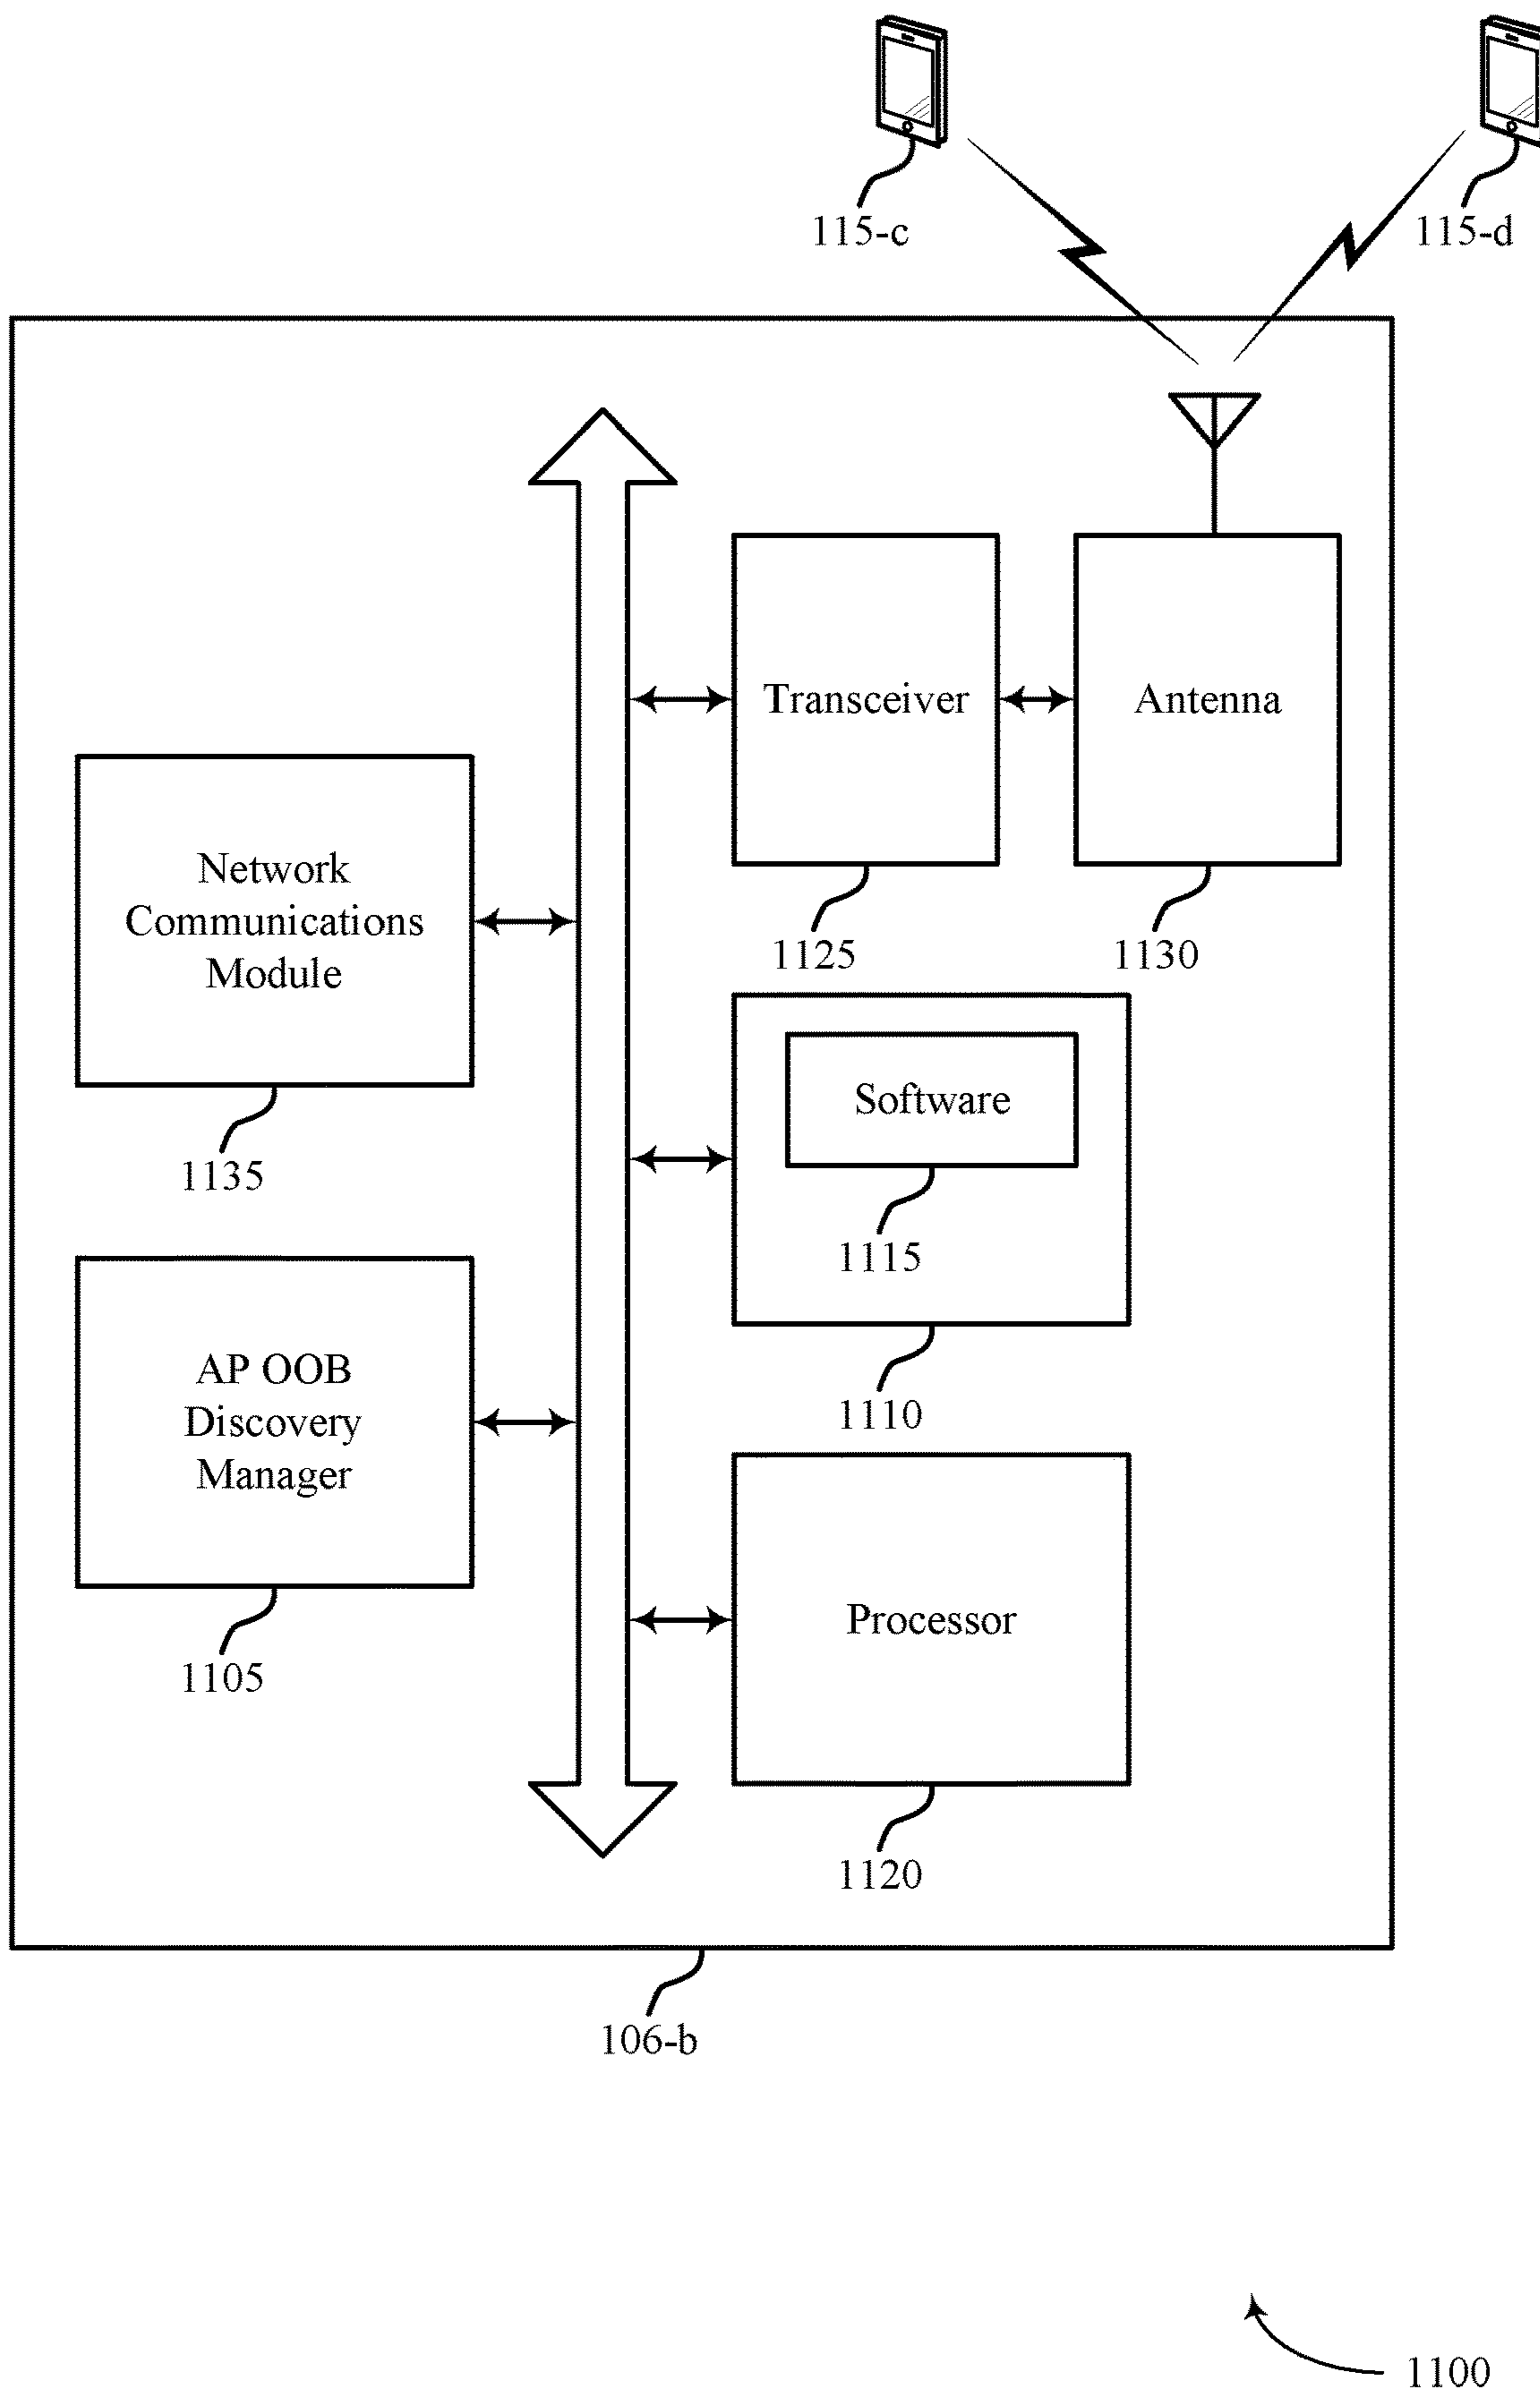 115-c
115-d
Transceiver
Antenna
1125
1130
Network
Communications
Module
1135
Software
1115
1110
AP OOB
Discovery
Manager
1105
Processor
1120
106-b
1100